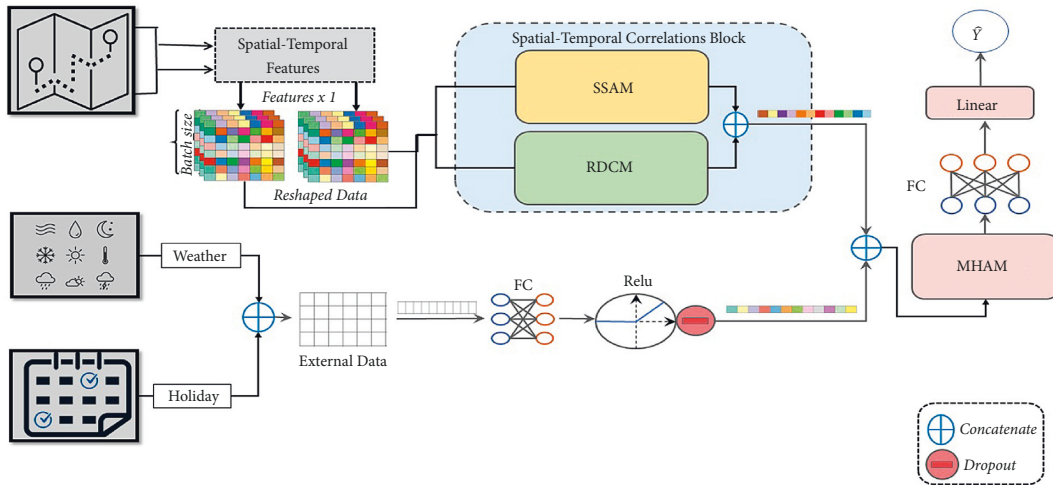 Spatial-Temporal
Features
Features x 1
Batch size
Reshaped Data
Spatial-Temporal Correlations Block
SSAM
RDCM
Ŷ
Linear
FC
MHAM
Weather
Holiday
External Data
FC
Relu
Concatenate
Dropout